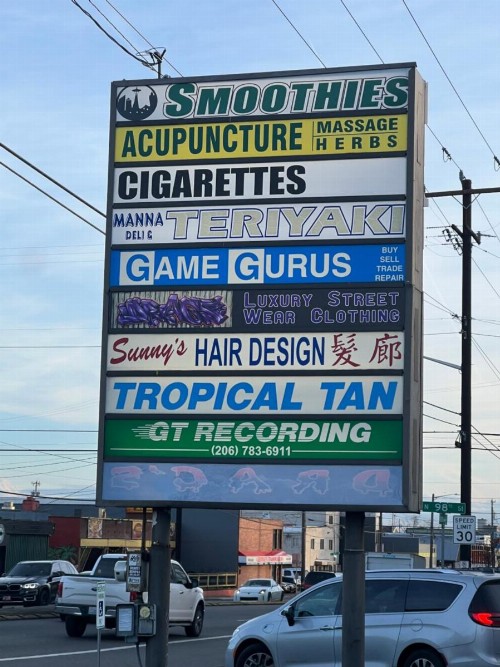 SMOOTHIES
ACUPUNCTURE MASSAGE HERBS
CIGARETTES
MANNA DELI & TERIYAKI
GAME GURUS BUY SELL TRADE REPAIR
LUXURY STREET
WEAR CLOTHING
Sunny's HAIR DESIGN 髮廊
TROPICAL TAN
GT RECORDING
(206) 783-6911
N 98th St
SPEED
LIMIT
30